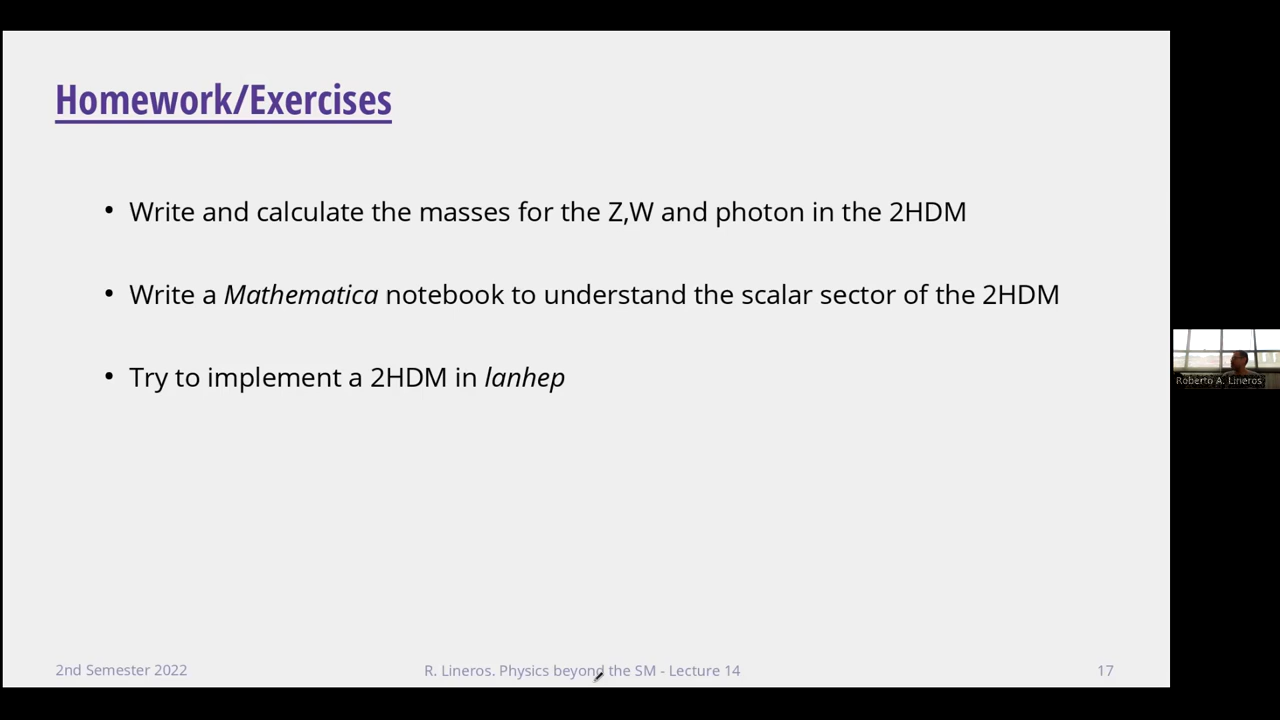 Homework/Exercises
• Write and calculate the masses for the Z,W and photon in the 2HDM
• Write a Mathematica notebook to understand the scalar sector of the 2HDM
• Try to implement a 2HDM in lanhep
Roberto A. Lineros
2nd Semester 2022
R. Lineros. Physics beyond the SM - Lecture 14
17